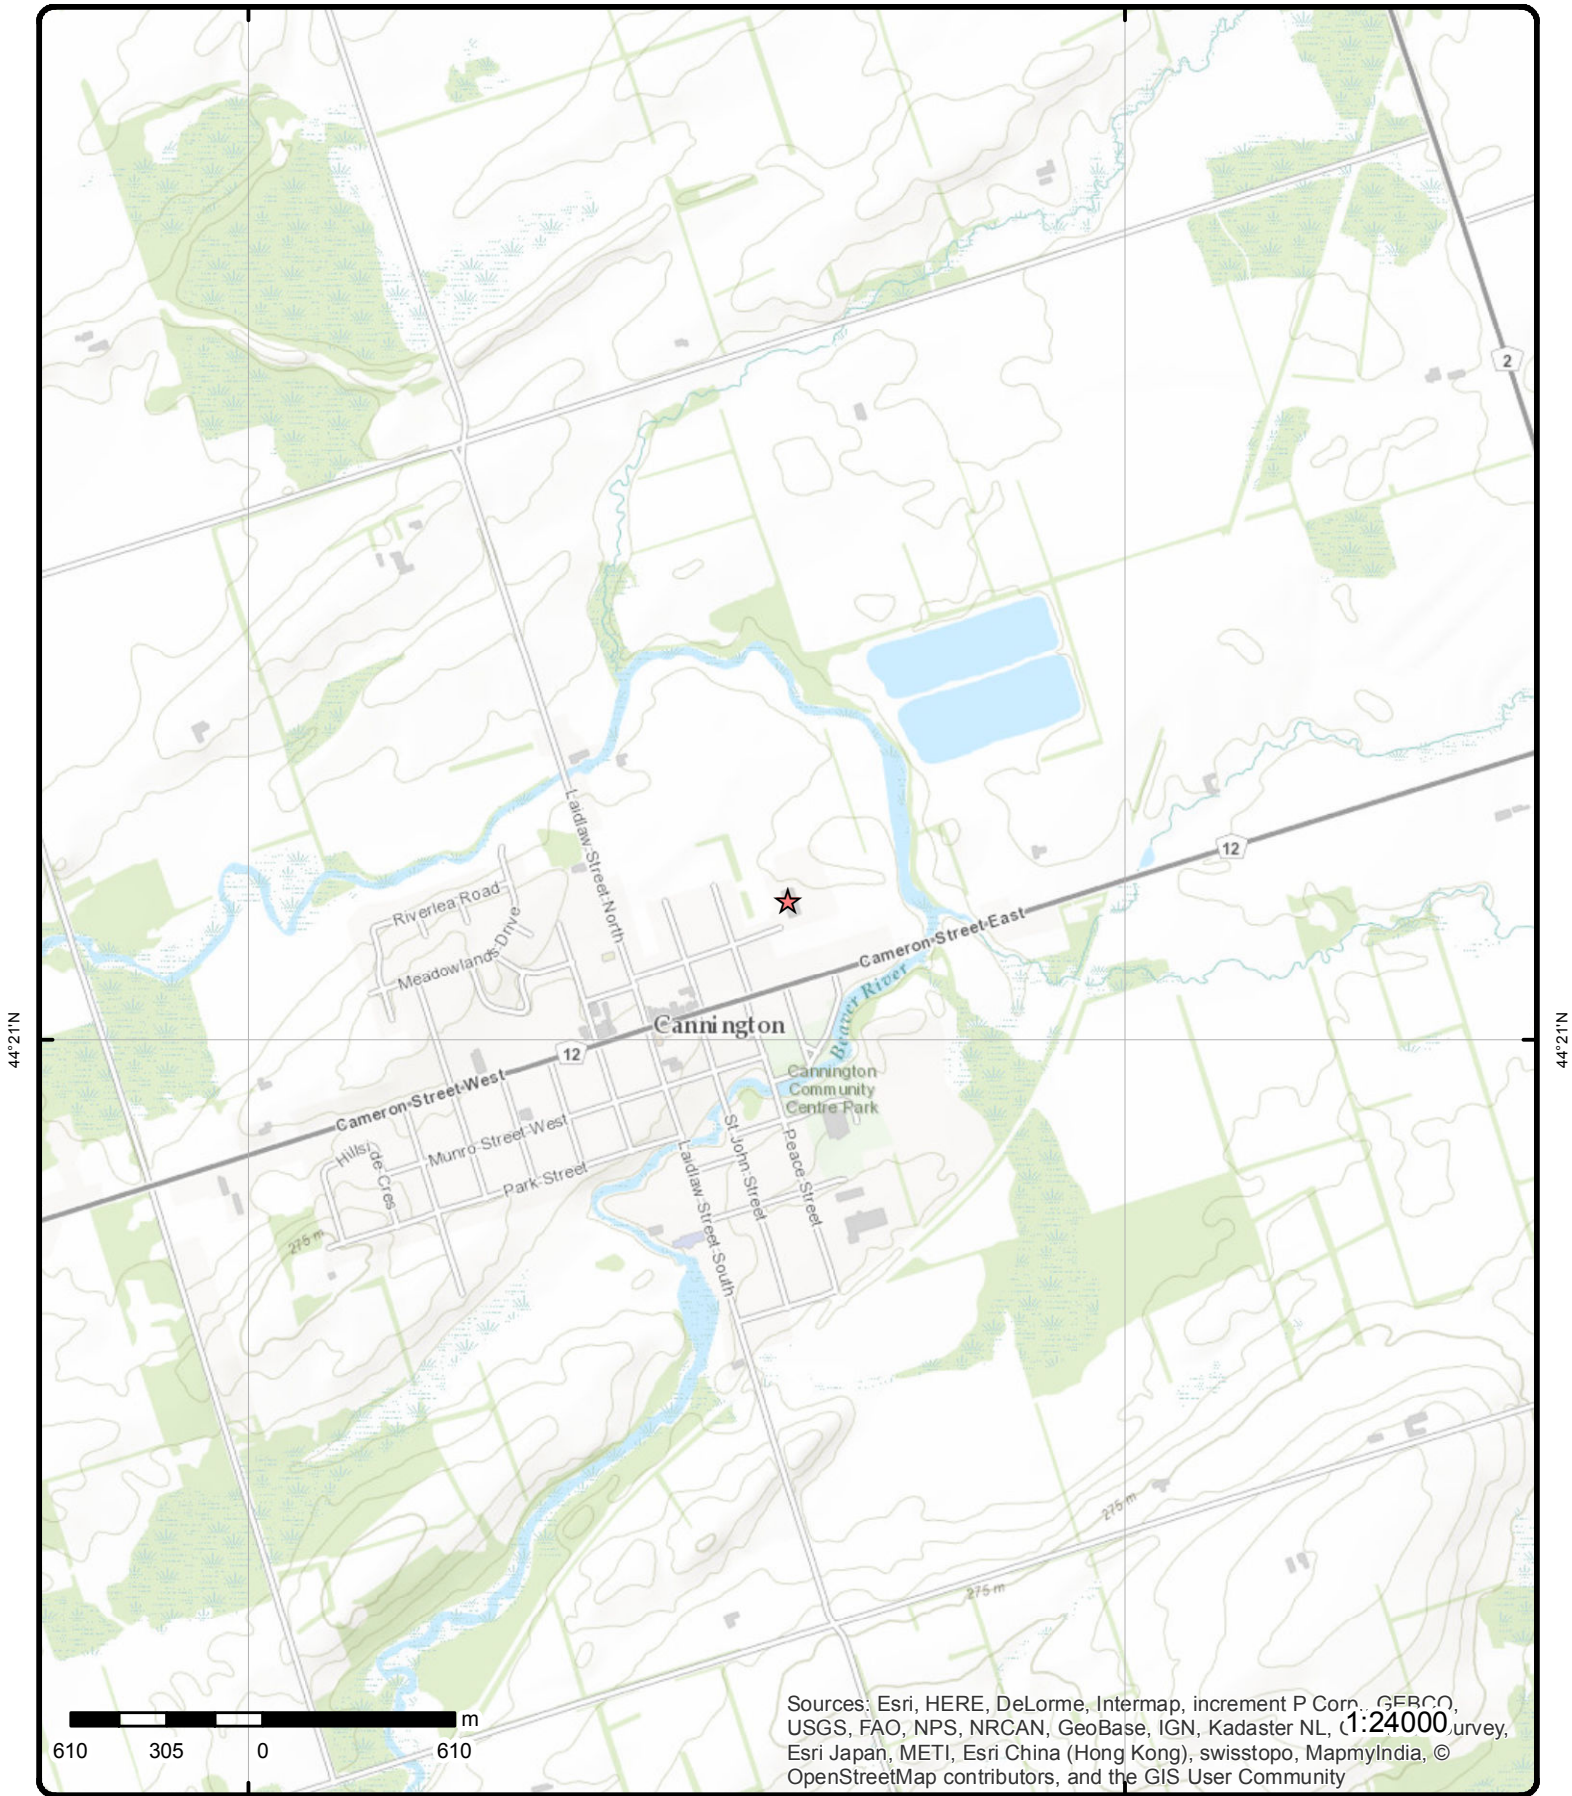 2
12
Laidlaw Street North
Riverlea Road
Meadowlands Drive
Cameron Street East
Beaver River
Cannington
44°21'N
44°21'N
12
Cannington
Community
Centre Park
Cameron Street West
Munro Street West
Hillside Cres
Park Street
St John Street
Peace Street
Laidlaw Street South
275 m
275 m
275 m
m
610 305 0 610
Sources: Esri, HERE, DeLorme, Intermap, increment P Corp., GEBCO,
USGS, FAO, NPS, NRCAN, GeoBase, IGN, Kadaster NL,
1:24000
Esri Japan, METI, Esri China (Hong Kong), swisstopo, MapmyIndia, ©
OpenStreetMap contributors, and the GIS User Community